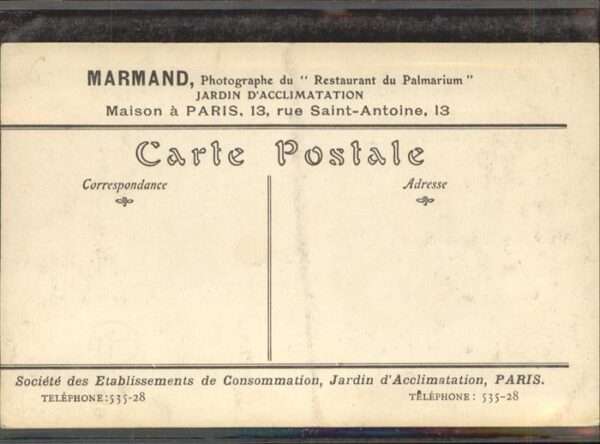 MARMAND, Photographe du " Restaurant du Palmarium "
JARDIN D'ACCLIMATATION
Maison à PARIS, 13, rue Saint-Antoine, 13
Carte Postale
Correspondance
Adresse
Société des Etablissements de Consommation, Jardin d'Acclimatation, PARIS.
TELÉPHONE: 535-28
TÉLÉPHONE: 535-28